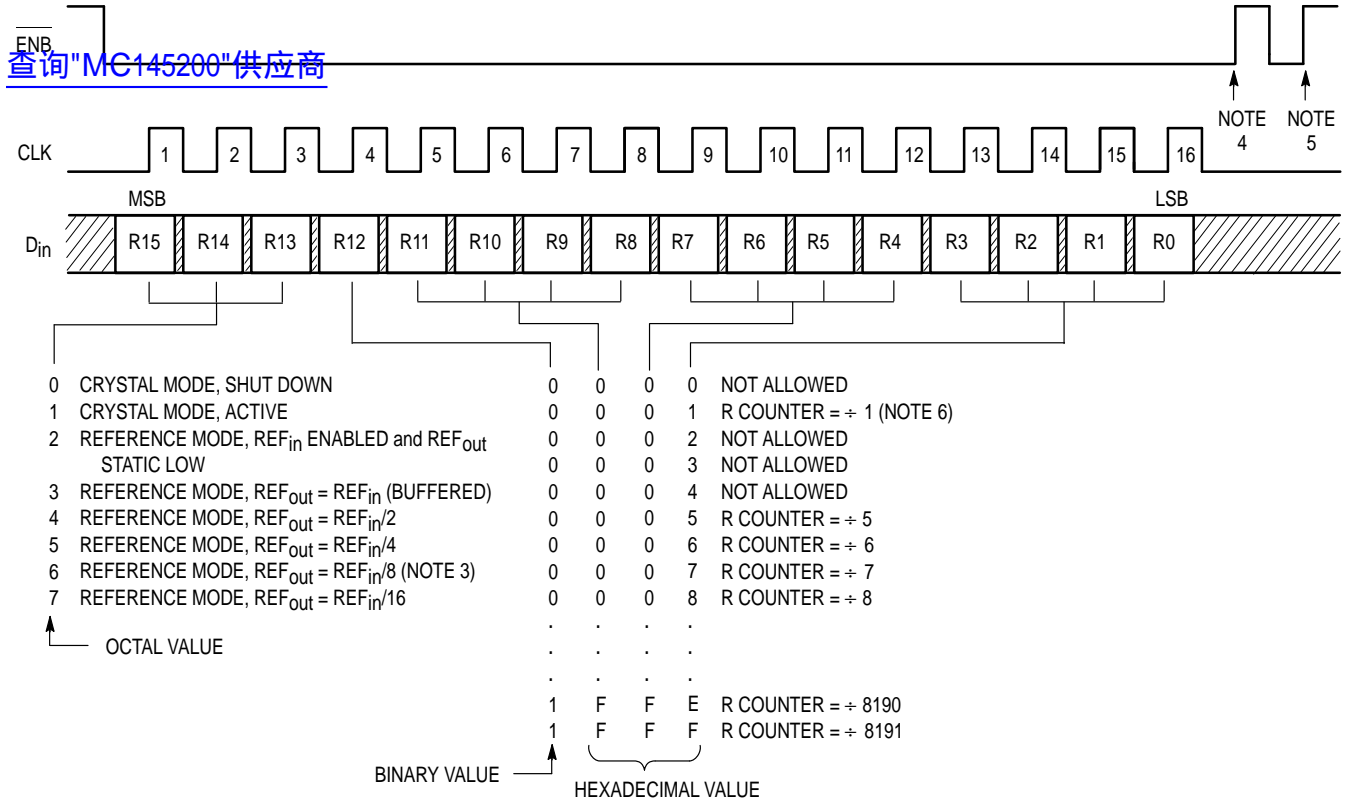 ENB
查询"MC145200"供应商
NOTE 4
NOTE 5
CLK
1 2 3 4 5 6 7 8 9 10 11 12 13 14 15 16
MSB LSB
Din
R15 R14 R13 R12 R11 R10 R9 R8 R7 R6 R5 R4 R3 R2 R1 R0
0 CRYSTAL MODE, SHUT DOWN
1 CRYSTAL MODE, ACTIVE
2 REFERENCE MODE, REFin ENABLED and REFout
STATIC LOW
3 REFERENCE MODE, REFout = REFin (BUFFERED)
4 REFERENCE MODE, REFout = REFin/2
5 REFERENCE MODE, REFout = REFin/4
6 REFERENCE MODE, REFout = REFin/8 (NOTE 3)
7 REFERENCE MODE, REFout = REFin/16
OCTAL VALUE
0 0 0 0 NOT ALLOWED
0 0 0 1 R COUNTER = ÷ 1 (NOTE 6)
0 0 0 2 NOT ALLOWED
0 0 0 3 NOT ALLOWED
0 0 0 4 NOT ALLOWED
0 0 0 5 R COUNTER = ÷ 5
0 0 0 6 R COUNTER = ÷ 6
0 0 0 7 R COUNTER = ÷ 7
0 0 0 8 R COUNTER = ÷ 8
. . . .
. . . .
. . . .
1 F F E R COUNTER = ÷ 8190
1 F F F R COUNTER = ÷ 8191
BINARY VALUE
HEXADECIMAL VALUE